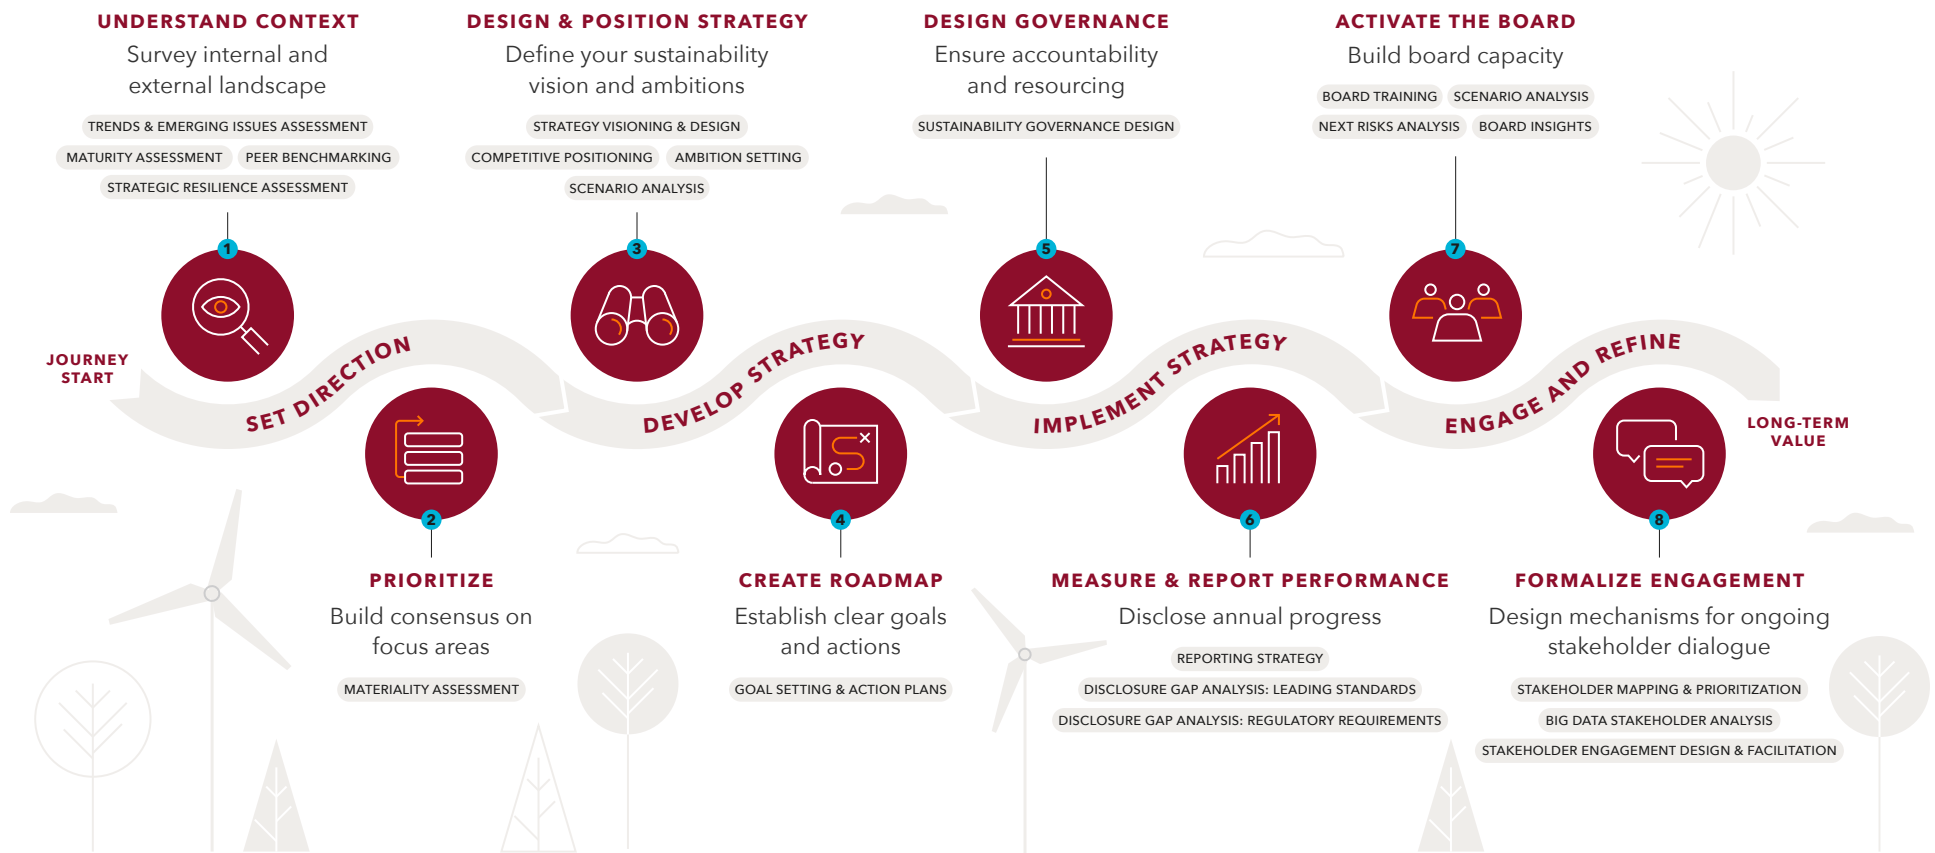 UNDERSTAND CONTEXT
Survey internal and
external landscape
TRENDS & EMERGING ISSUES ASSESSMENT
MATURITY ASSESSMENT
PEER BENCHMARKING
STRATEGIC RESILIENCE ASSESSMENT
1
DESIGN & POSITION STRATEGY
Define your sustainability
vision and ambitions
STRATEGY VISIONING & DESIGN
COMPETITIVE POSITIONING
AMBITION SETTING
SCENARIO ANALYSIS
3
DESIGN GOVERNANCE
Ensure accountability
and resourcing
SUSTAINABILITY GOVERNANCE DESIGN
5
ACTIVATE THE BOARD
Build board capacity
BOARD TRAINING
SCENARIO ANALYSIS
NEXT RISKS ANALYSIS
BOARD INSIGHTS
7
JOURNEY
START
SET DIRECTION
DEVELOP STRATEGY
IMPLEMENT STRATEGY
ENGAGE AND REFINE
LONG-TERM
VALUE
2
PRIORITIZE
Build consensus on
focus areas
MATERIALITY ASSESSMENT
4
CREATE ROADMAP
Establish clear goals
and actions
GOAL SETTING & ACTION PLANS
6
MEASURE & REPORT PERFORMANCE
Disclose annual progress
REPORTING STRATEGY
DISCLOSURE GAP ANALYSIS: LEADING STANDARDS
DISCLOSURE GAP ANALYSIS: REGULATORY REQUIREMENTS
8
FORMALIZE ENGAGEMENT
Design mechanisms for ongoing
stakeholder dialogue
STAKEHOLDER MAPPING & PRIORITIZATION
BIG DATA STAKEHOLDER ANALYSIS
STAKEHOLDER ENGAGEMENT DESIGN & FACILITATION